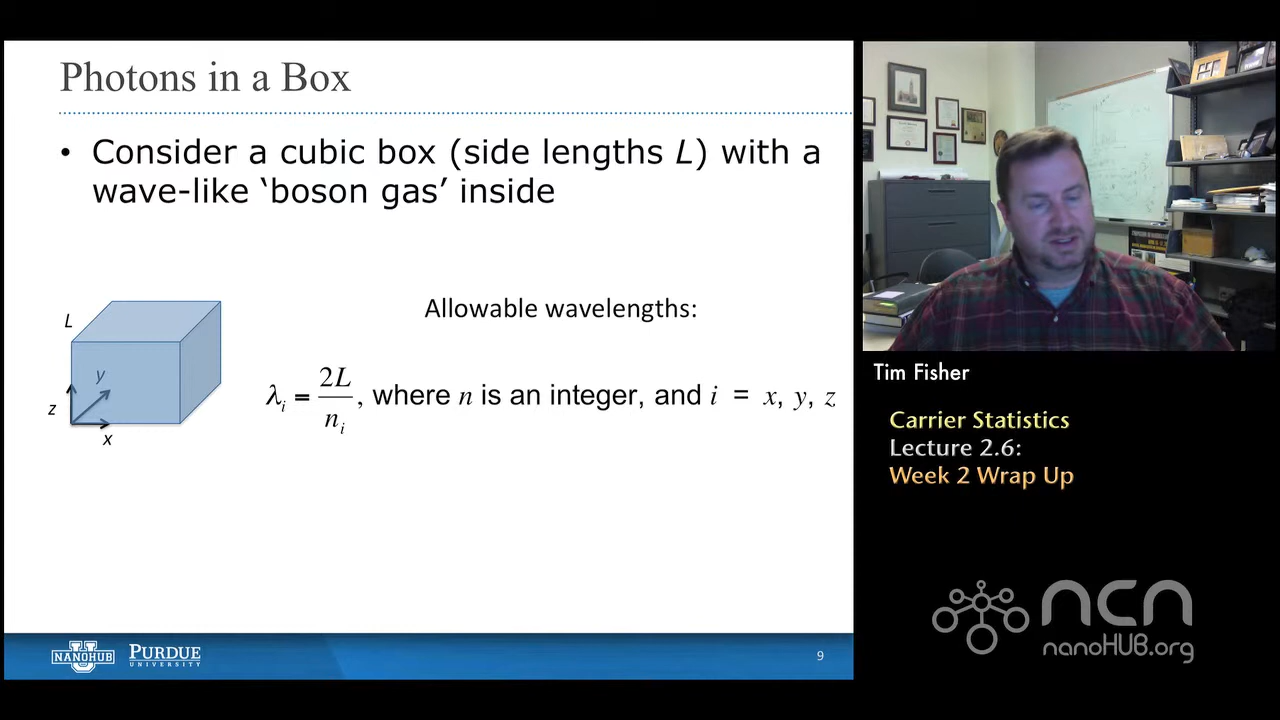 Photons in a Box
• Consider a cubic box (side lengths L) with a
wave-like ‘boson gas’ inside
L
y
z
x
Allowable wavelengths:
λᵢ = 2L/nᵢ, where n is an integer, and i = x, y, z
NANOHUB
U
PURDUE
UNIVERSITY
9
Tim Fisher
Carrier Statistics
Lecture 2.6:
Week 2 Wrap Up
ncn
nanoHUB.org